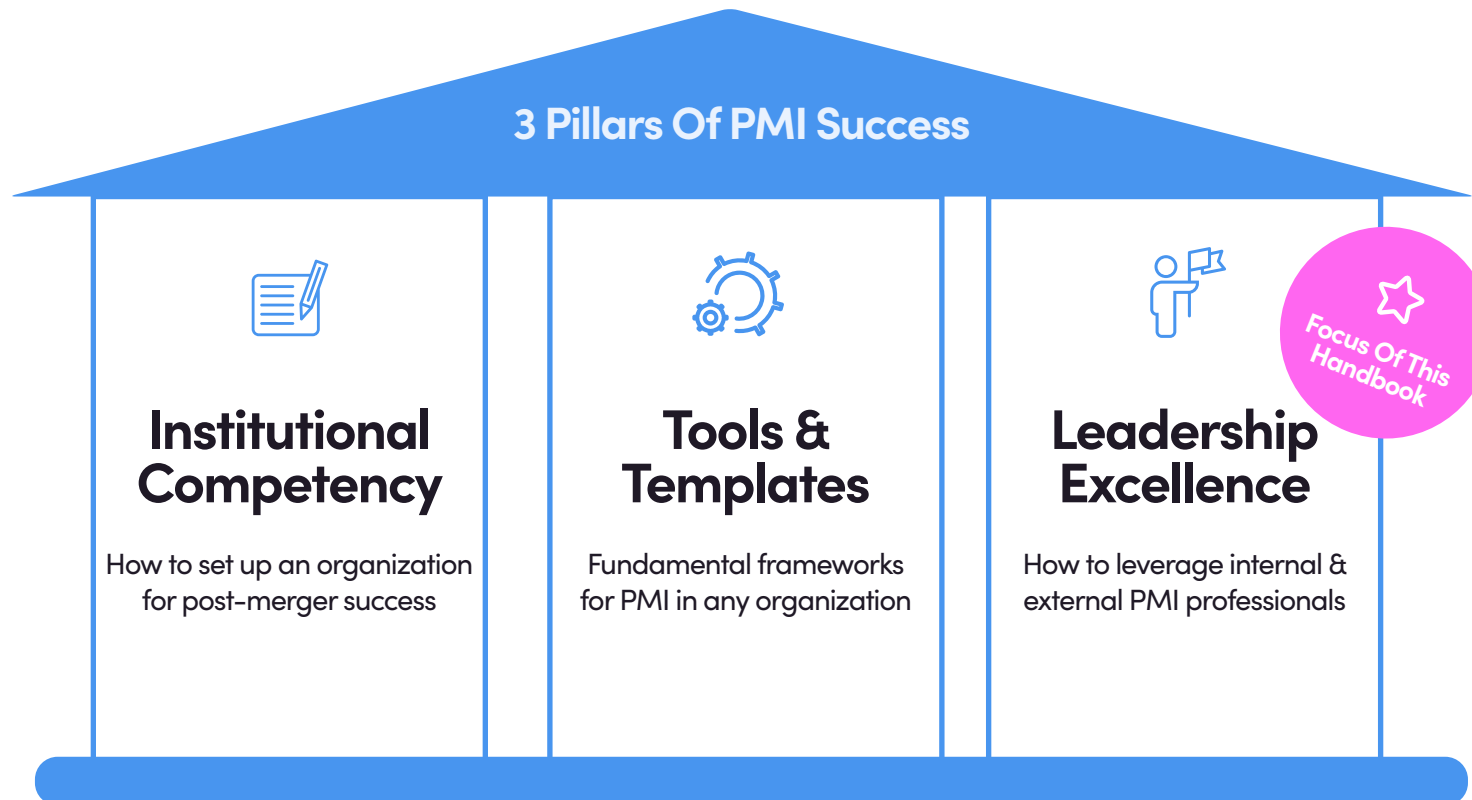 3 Pillars Of PMI Success
Institutional
Competency
How to set up an organization
for post-merger success
Tools &
Templates
Fundamental frameworks
for PMI in any organization
Leadership
Excellence
How to leverage internal &
external PMI professionals
Focus Of This
Handbook